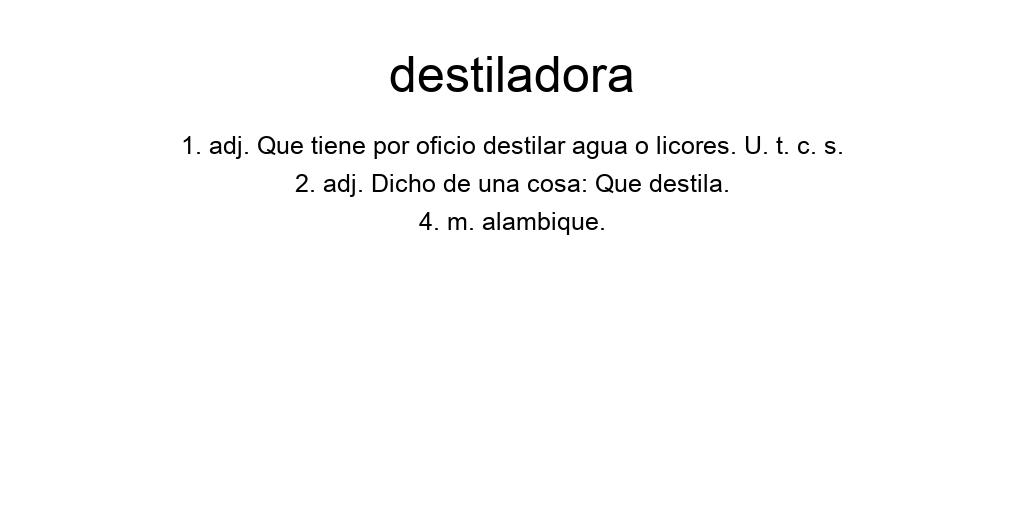 destiladora
1. adj. Que tiene por oficio destilar agua o licores. U. t. c. s.
2. adj. Dicho de una cosa: Que destila.
4. m. alambique.